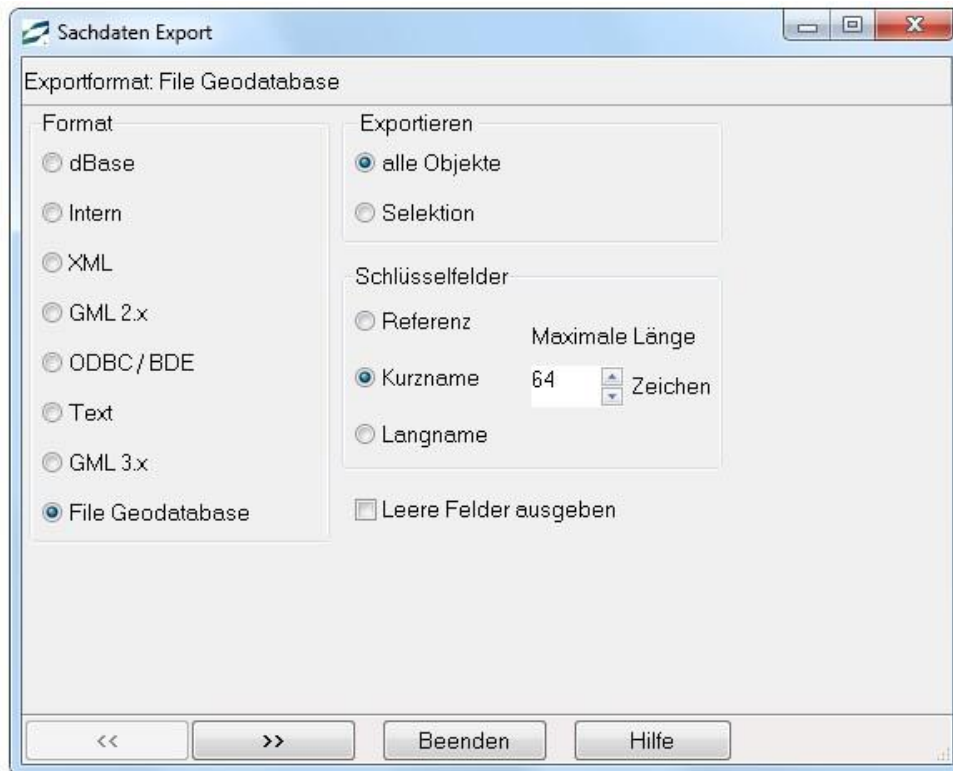 Sachdaten Export
Exportformat: File Geodatabase
Format
dBase
Intern
XML
GML 2.x
ODBC / BDE
Text
GML 3.x
File Geodatabase
Exportieren
alle Objekte
Selektion
Schlüsselfelder
Referenz
Maximale Länge
Kurzname
64 Zeichen
Langname
Leere Felder ausgeben
<< >> Beenden Hilfe